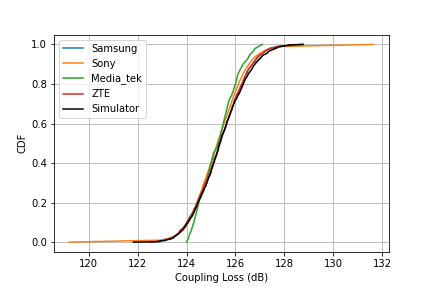 Samsung
Sony
Media_tek
ZTE
Simulator
1.0
0.8
0.6
0.4
0.2
0.0
CDF
120 122 124 126 128 130 132
Coupling Loss (dB)